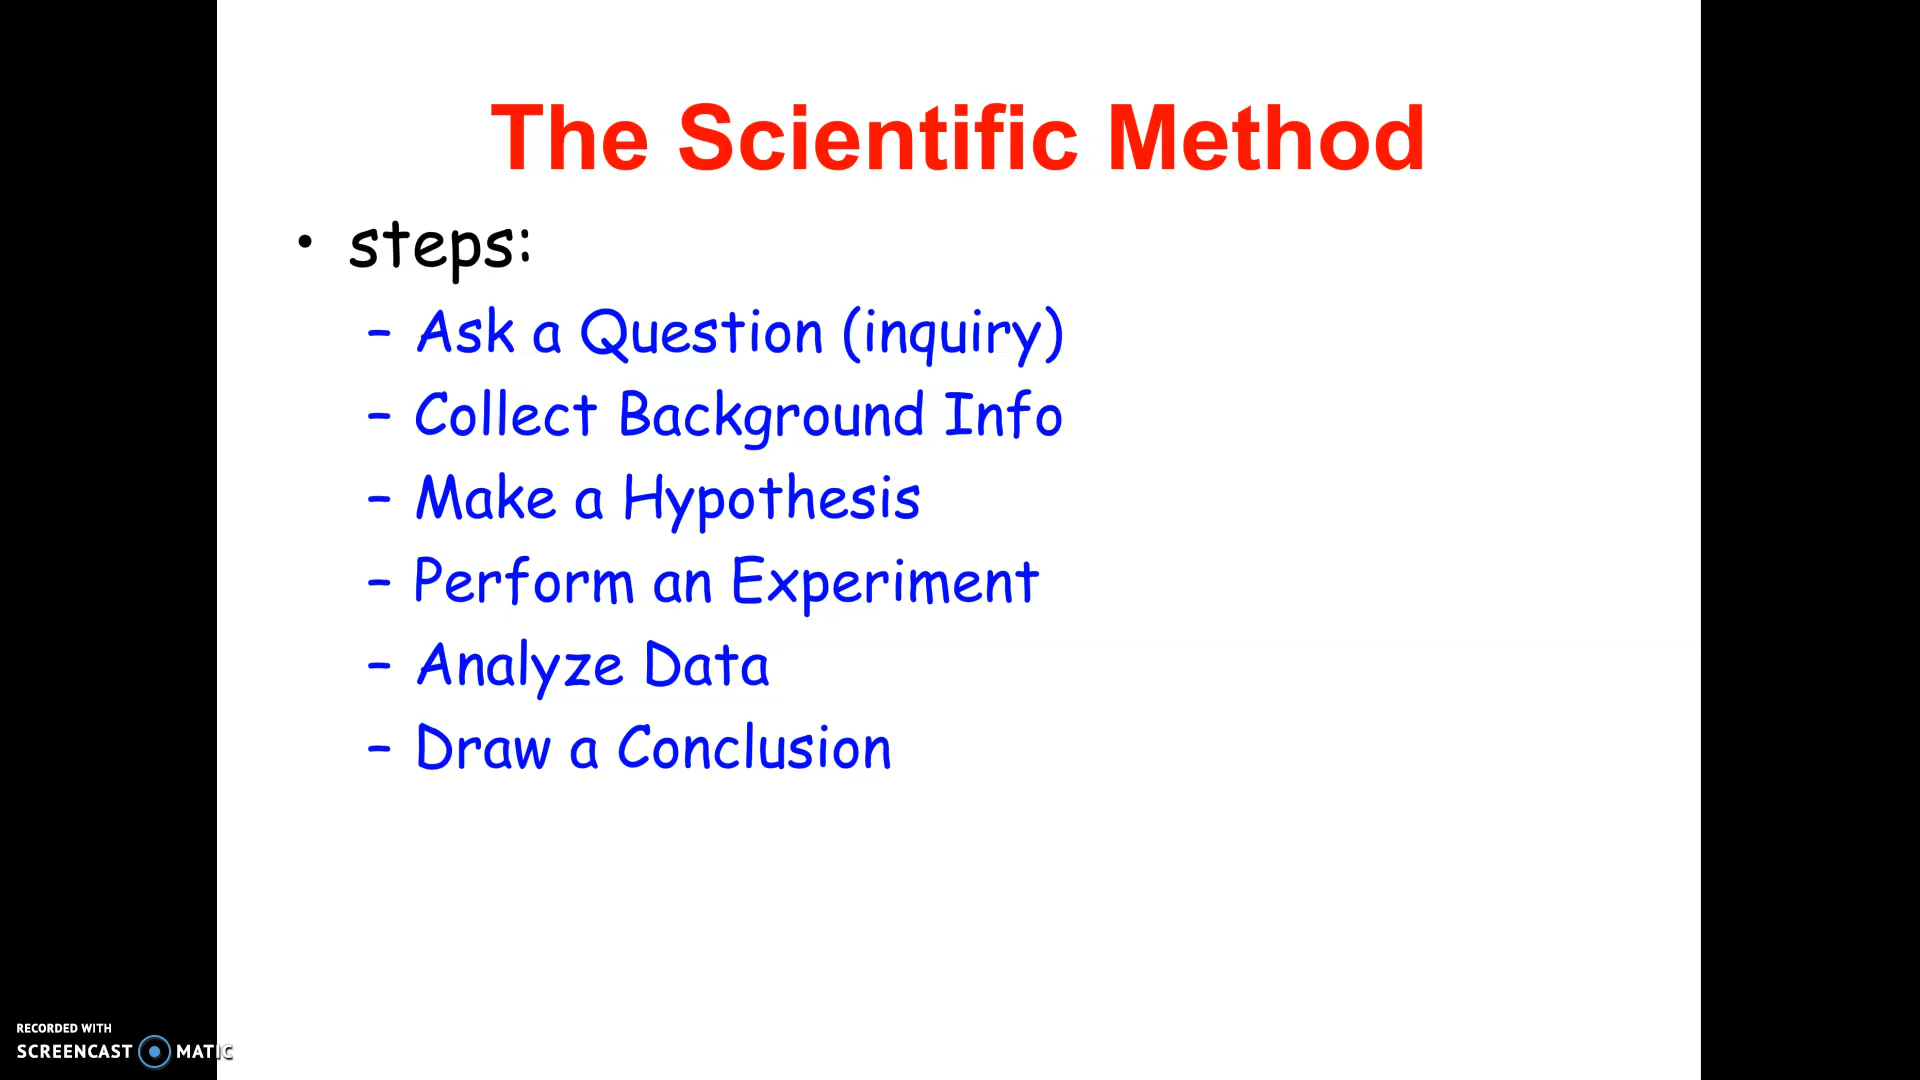 The Scientific Method
• steps:
– Ask a Question (inquiry)
– Collect Background Info
– Make a Hypothesis
– Perform an Experiment
– Analyze Data
– Draw a Conclusion
RECORDED WITH
SCREENCAST MATIC